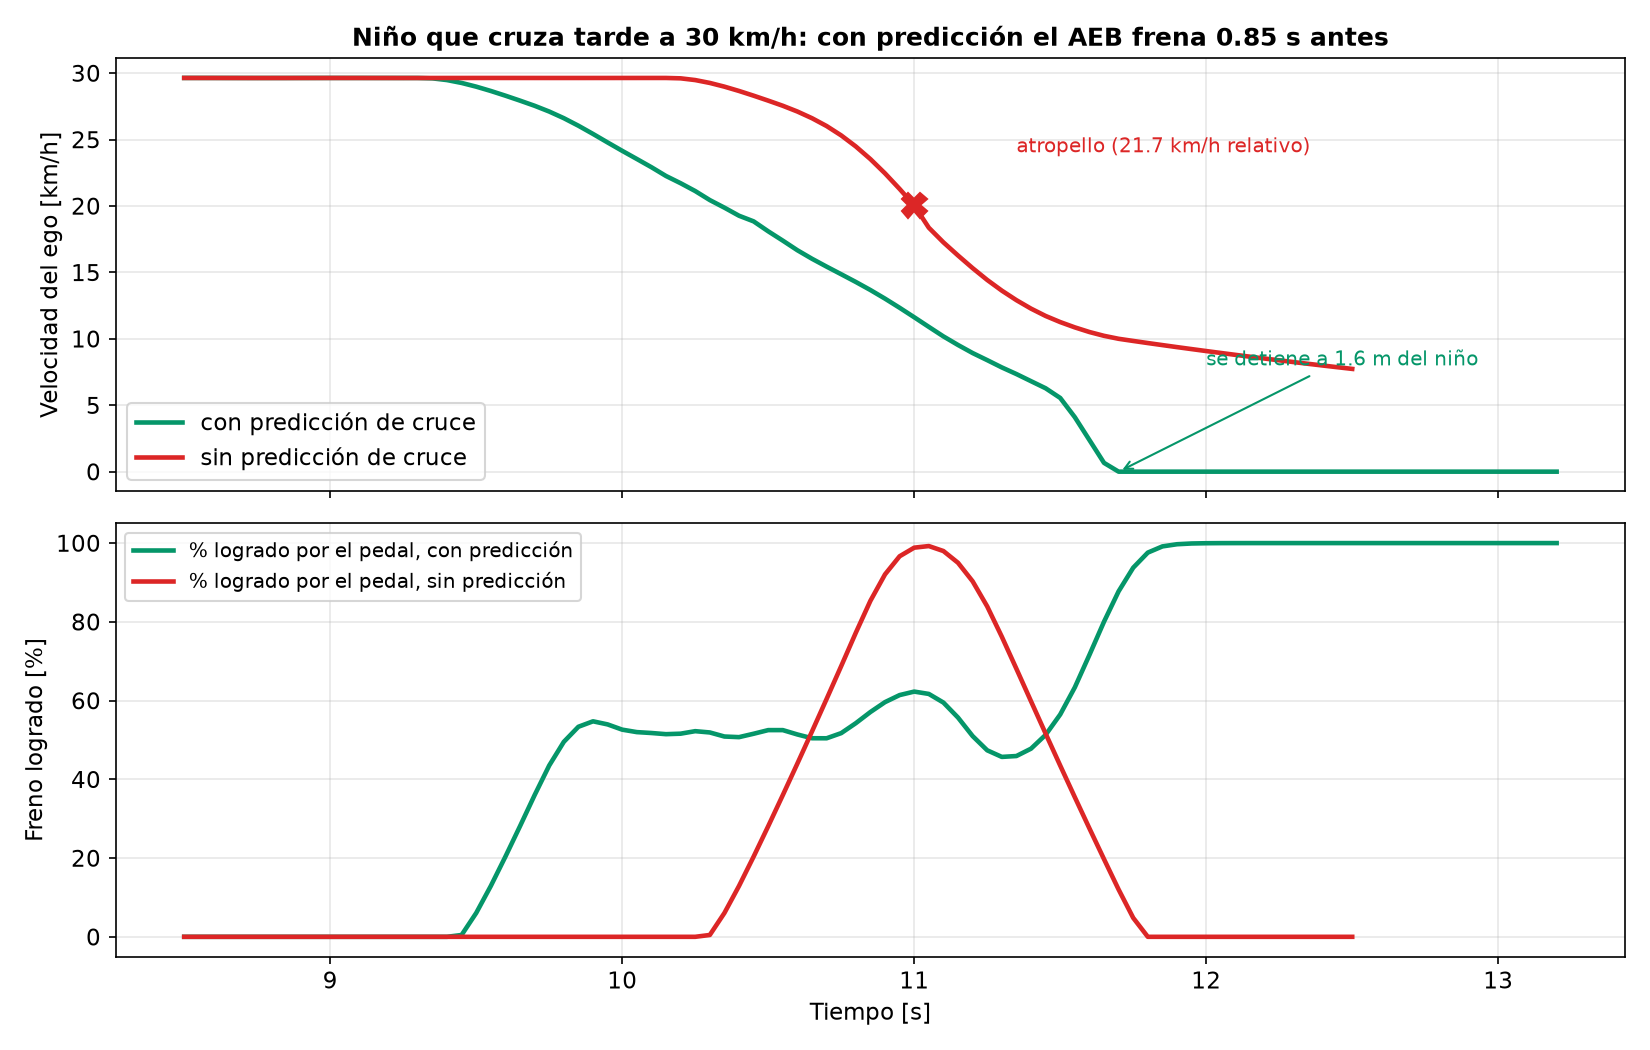 Niño que cruza tarde a 30 km/h: con predicción el AEB frena 0.85 s antes
Velocidad del ego [km/h]
30
25
20
15
10
5
0
atropello (21.7 km/h relativo)
se detiene a 1.6 m del niño
con predicción de cruce
sin predicción de cruce
Freno logrado [%]
100
80
60
40
20
0
% logrado por el pedal, con predicción
% logrado por el pedal, sin predicción
9
10
11
12
13
Tiempo [s]